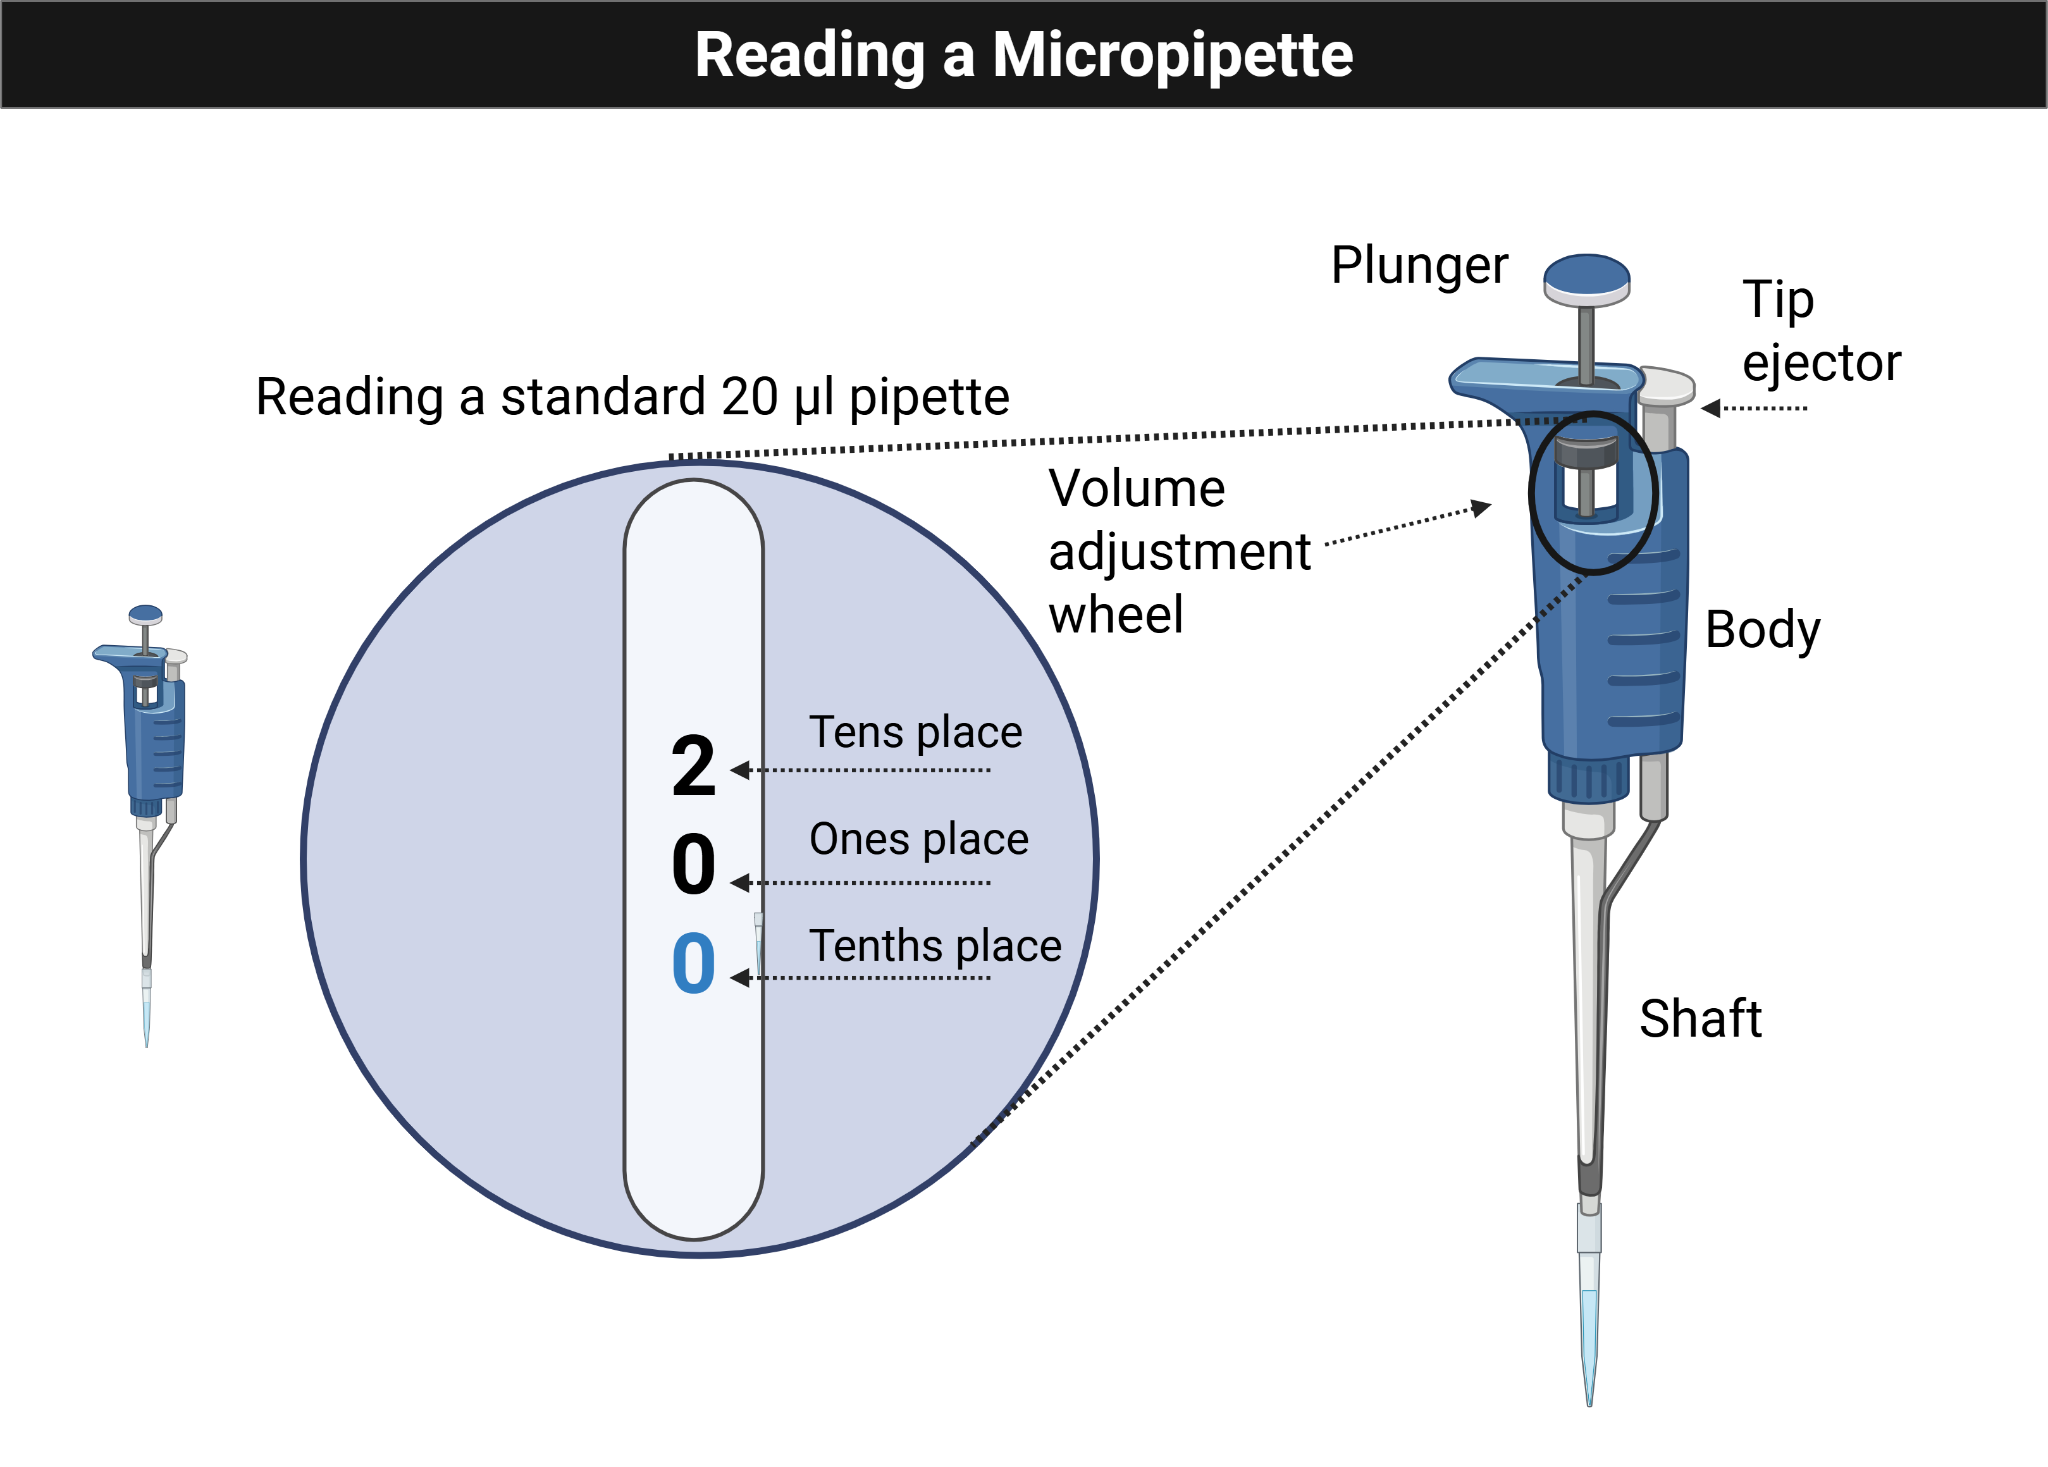 Reading a Micropipette
Plunger
Tip
ejector
Reading a standard 20 µl pipette
Volume
adjustment
wheel
Body
2
Tens place
0
Ones place
0
Tenths place
Shaft